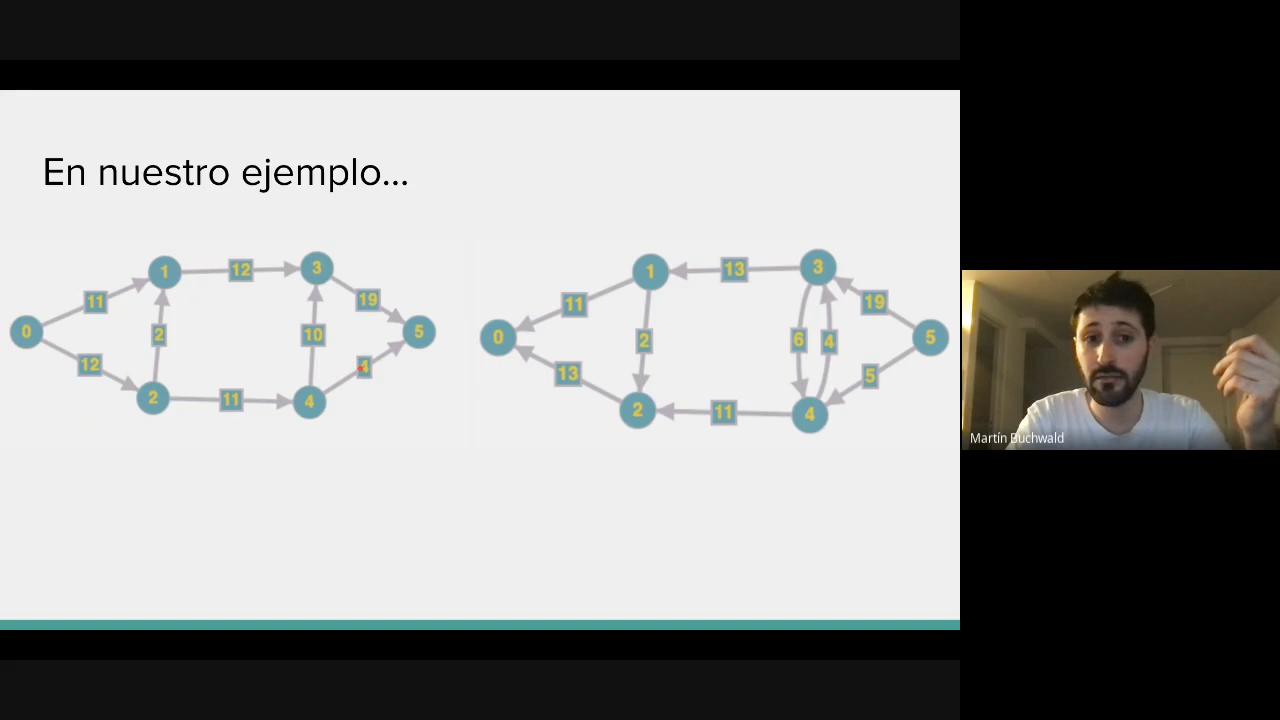 En nuestro ejemplo...
1 12 3
11 19
0 2 10 5
12 4
2 11 4
1 13 3
11 19
0 2 6 4 5
13 5
2 11 4
Martín Buchwald